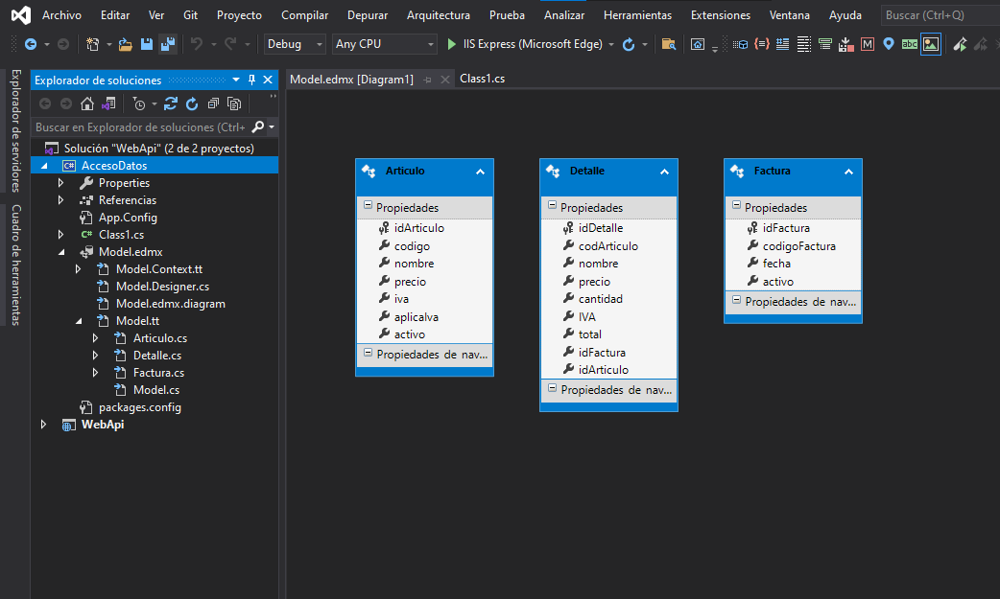 Archivo Editar Ver Git Proyecto Compilar Depurar Arquitectura Prueba Analizar Herramientas Extensiones Ventana Ayuda Buscar (Ctrl+Q)
Debug Any CPU IIS Express (Microsoft Edge)
Explorador de servidores
Cuadro de herramientas
Explorador de soluciones
Buscar en Explorador de soluciones (Ctrl+
Solución "WebApi" (2 de 2 proyectos)
AccesoDatos
Properties
Referencias
App.Config
Class1.cs
Model.edmx
Model.Context.tt
Model.Designer.cs
Model.edmx.diagram
Model.tt
Articulo.cs
Detalle.cs
Factura.cs
Model.cs
packages.config
WebApi
Model.edmx [Diagram1] Class1.cs
Articulo
Propiedades
idArticulo
codigo
nombre
precio
iva
aplicaIva
activo
Propiedades de nav...
Detalle
Propiedades
idDetalle
codArticulo
nombre
precio
cantidad
IVA
total
idFactura
idArticulo
Propiedades de nav...
Factura
Propiedades
idFactura
codigoFactura
fecha
activo
Propiedades de nav...